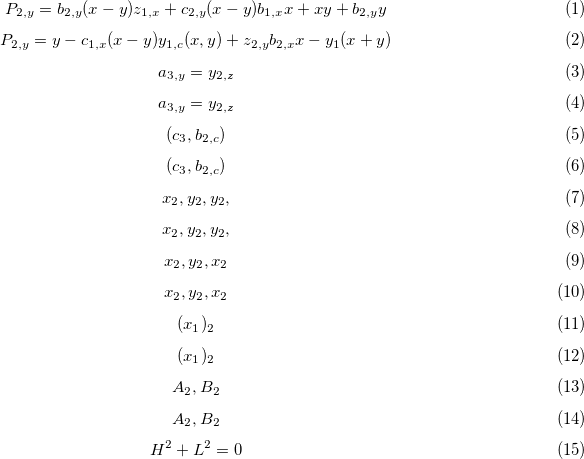 P_{2,y} = b_{2,y}(x − y)z_{1,x} + c_{2,y}(x − y)b_{1,x}x + xy + b_{2,y}y (1)
P_{2,y} = y − c_{1,x}(x − y)y_{1,c}(x, y) + z_{2,y}b_{2,x}x − y_1(x + y) (2)
a_{3,y} = y_{2,z} (3)
a_{3,y} = y_{2,z} (4)
(c_3, b_{2,c}) (5)
(c_3, b_{2,c}) (6)
x_2, y_2, y_2, (7)
x_2, y_2, y_2, (8)
x_2, y_2, x_2 (9)
x_2, y_2, x_2 (10)
(x_1)_2 (11)
(x_1)_2 (12)
A_2, B_2 (13)
A_2, B_2 (14)
H^2 + L^2 = 0 (15)